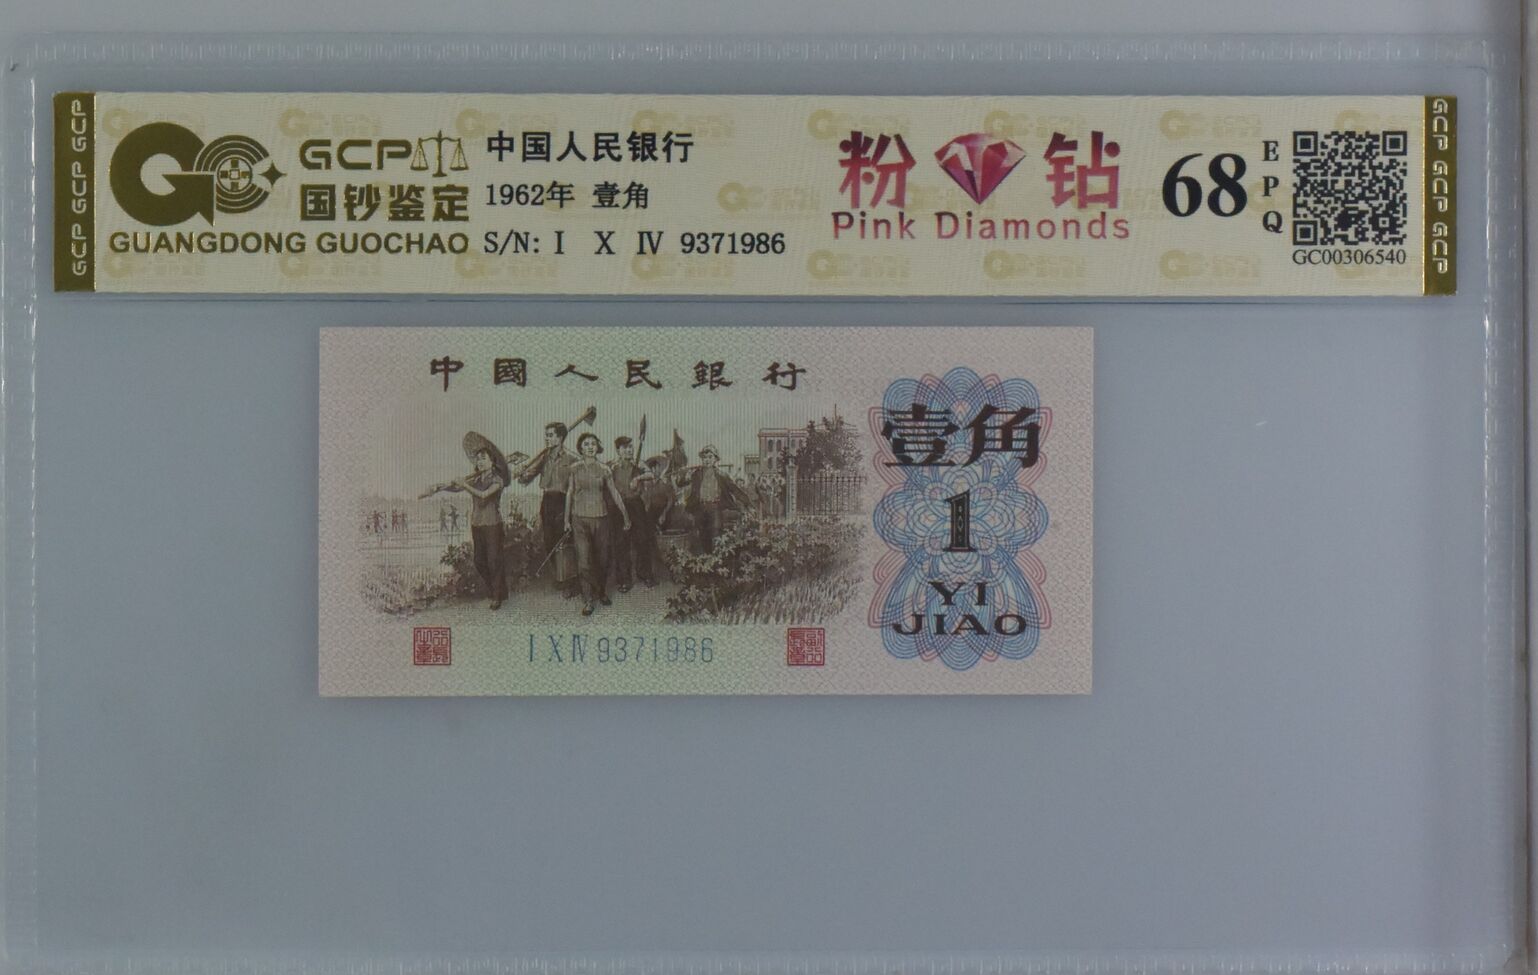 GCP GCP GCP
GCP
国钞鉴定
GUANGDONG GUOCHAO
中国人民银行
1962年 壹角
S/N: I X IV 9371986
粉钻
Pink Diamonds
68
EPQ
GC00306540
GCP GCP GCP
中國人民銀行
壹角
1
YI
JIAO
I X IV 9371986